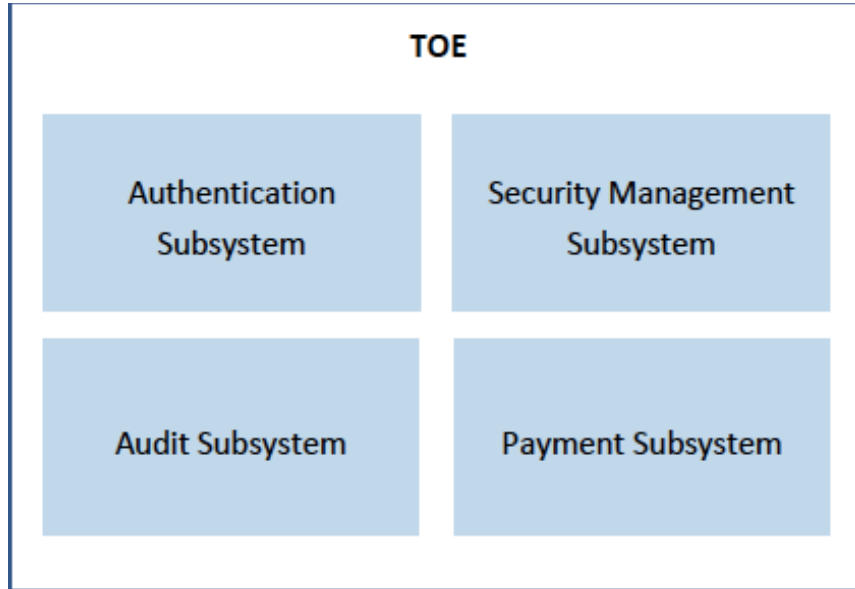 TOE
Authentication
Subsystem
Security Management
Subsystem
Audit Subsystem
Payment Subsystem